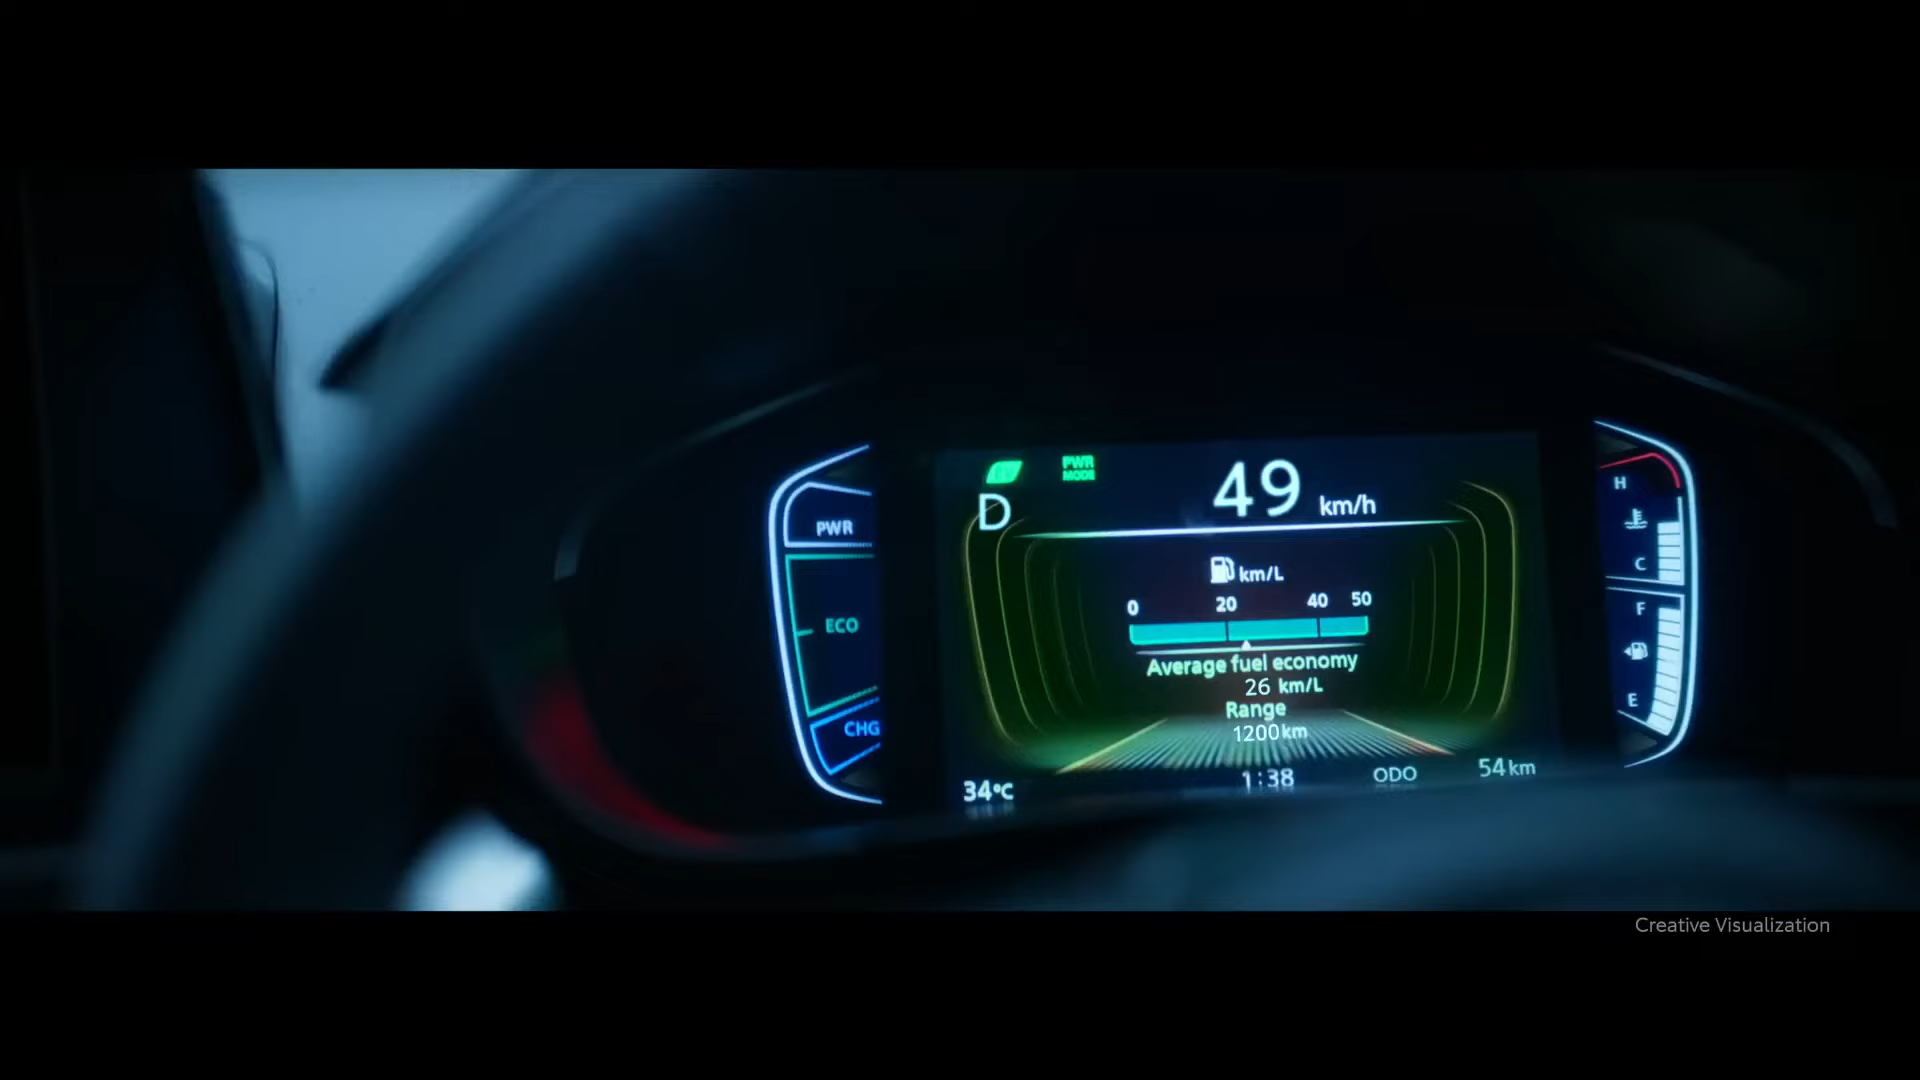 PWR
ECO
CHG
EV
PWR
MODE
D
49 km/h
km/L
0 20 40 50
Average fuel economy
26 km/L
Range
1200km
34°C
1:38
ODO
54km
H
C
F
E
Creative Visualization